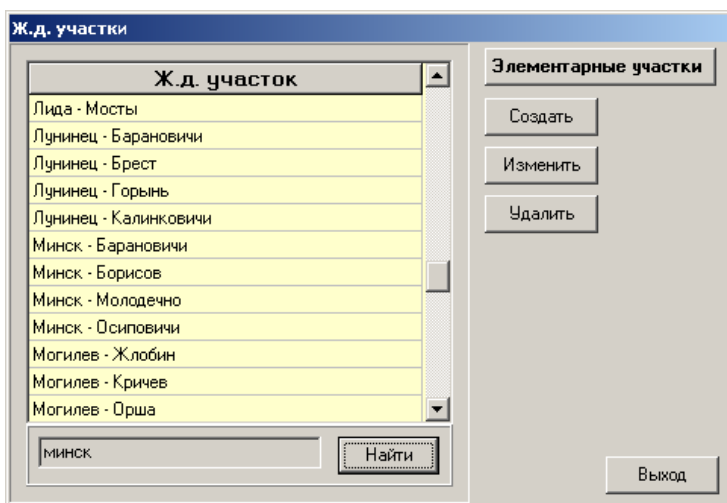 Ж.д. участки
Ж.д. участок
Лида - Мосты
Лунинец - Барановичи
Лунинец - Брест
Лунинец - Горынь
Лунинец - Калинковичи
Минск - Барановичи
Минск - Борисов
Минск - Молодечно
Минск - Осиповичи
Могилев - Жлобин
Могилев - Кричев
Могилев - Орша
минск
Найти
Элементарные участки
Создать
Изменить
Удалить
Выход